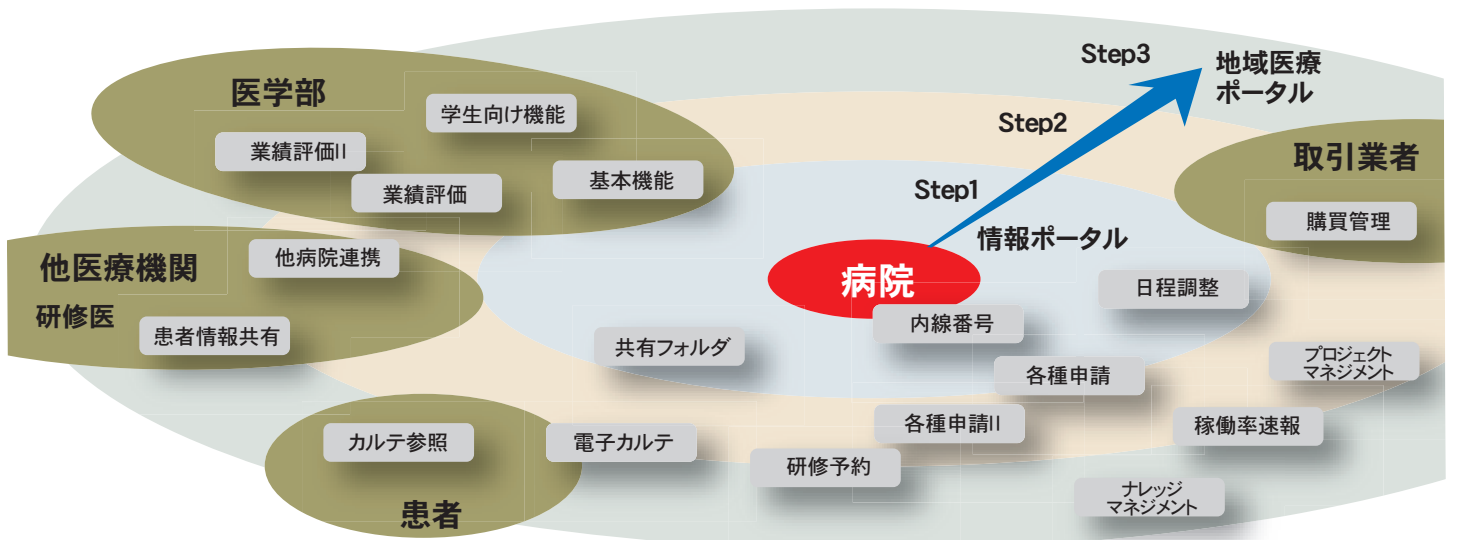 Step3
地域医療
ポータル
医学部
学生向け機能
Step2
業績評価II
取引業者
業績評価
基本機能
Step1
購買管理
情報ポータル
他医療機関
他病院連携
病院
日程調整
研修医
内線番号
患者情報共有
共有フォルダ
プロジェクト
マネジメント
各種申請
カルテ参照
電子カルテ
各種申請II
稼働率速報
研修予約
ナレッジ
マネジメント
患者